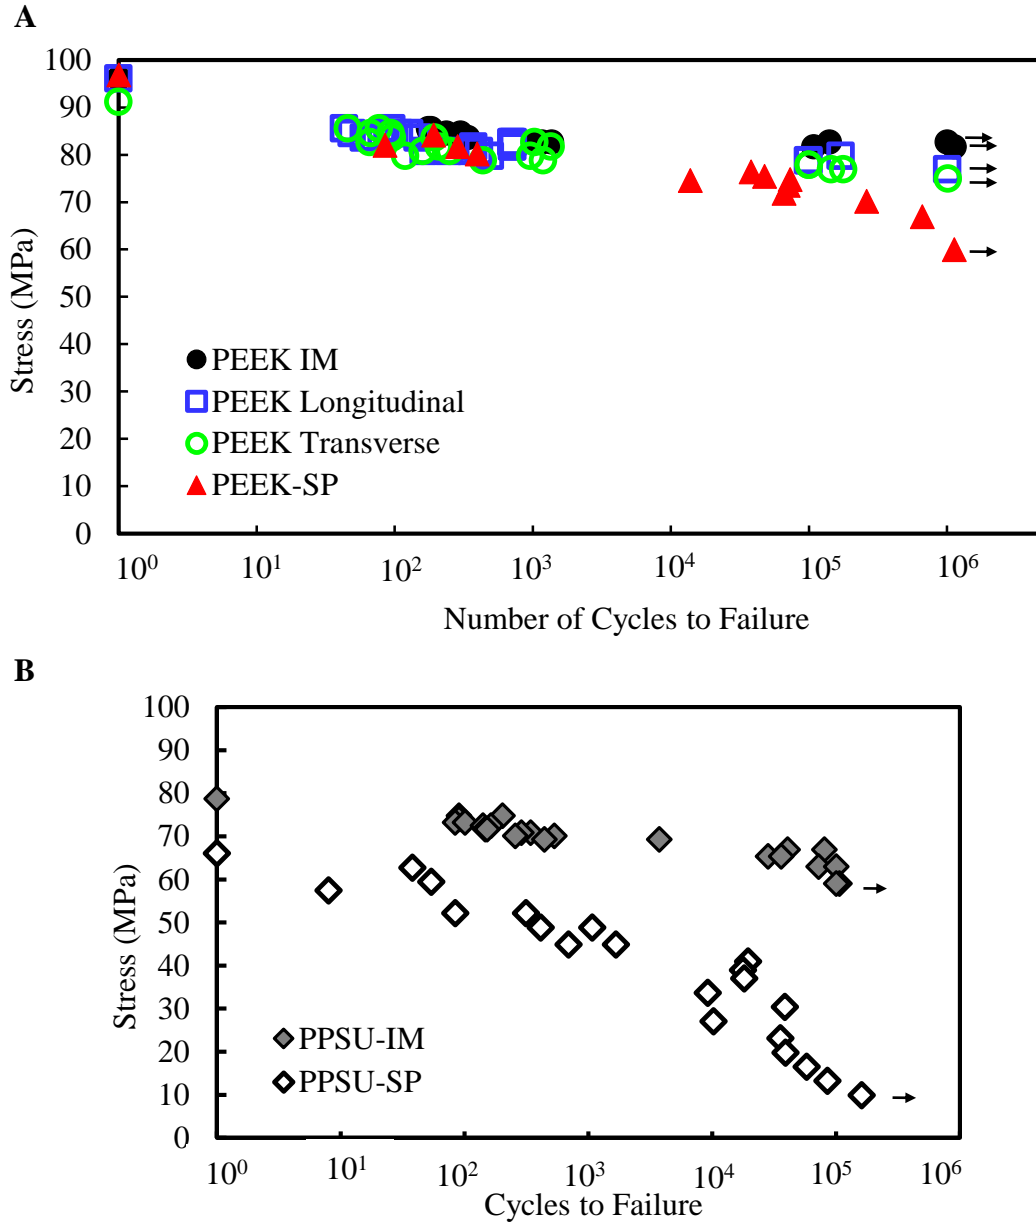 A
100
90
80
70
60
50
40
30
20
10
0
Stress (MPa)
PEEK IM
PEEK Longitudinal
PEEK Transverse
PEEK-SP
10⁰ 10¹ 10² 10³ 10⁴ 10⁵ 10⁶
Number of Cycles to Failure
B
100
90
80
70
60
50
40
30
20
10
0
Stress (MPa)
PPSU-IM
PPSU-SP
10⁰ 10¹ 10² 10³ 10⁴ 10⁵ 10⁶
Cycles to Failure